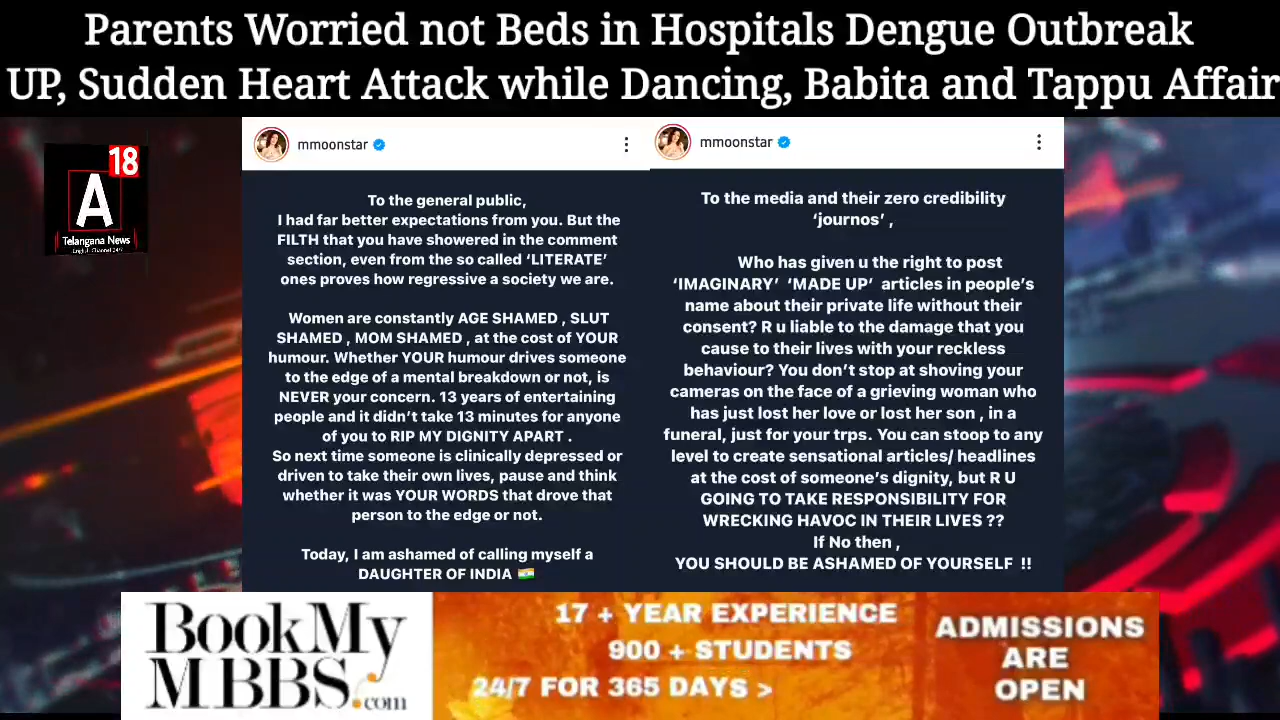 Parents Worried not Beds in Hospitals Dengue Outbreak
UP, Sudden Heart Attack while Dancing, Babita and Tappu Affair
18
A
Telangana News
English Channel 24/7
mmoonstar
To the general public,
I had far better expectations from you. But the
FILTH that you have showered in the comment
section, even from the so called ‘LITERATE’
ones proves how regressive a society we are.
Women are constantly AGE SHAMED , SLUT
SHAMED , MOM SHAMED , at the cost of YOUR
humour. Whether YOUR humour drives someone
to the edge of a mental breakdown or not, is
NEVER your concern. 13 years of entertaining
people and it didn’t take 13 minutes for anyone
of you to RIP MY DIGNITY APART .
So next time someone is clinically depressed or
driven to take their own lives, pause and think
whether it was YOUR WORDS that drove that
person to the edge or not.
Today, I am ashamed of calling myself a
DAUGHTER OF INDIA 🇮🇳
mmoonstar
To the media and their zero credibility
‘journos’ ,
Who has given u the right to post
‘IMAGINARY’ ‘MADE UP’ articles in people’s
name about their private life without their
consent? R u liable to the damage that you
cause to their lives with your reckless
behaviour? You don’t stop at shoving your
cameras on the face of a grieving woman who
has just lost her love or lost her son , in a
funeral, just for your trps. You can stoop to any
level to create sensational articles/ headlines
at the cost of someone’s dignity, but R U
GOING TO TAKE RESPONSIBILITY FOR
WRECKING HAVOC IN THEIR LIVES ??
If No then ,
YOU SHOULD BE ASHAMED OF YOURSELF !!
BookMy
MBBS.com
17 + YEAR EXPERIENCE
900 + STUDENTS
24/7 FOR 365 DAYS >
ADMISSIONS
ARE
OPEN